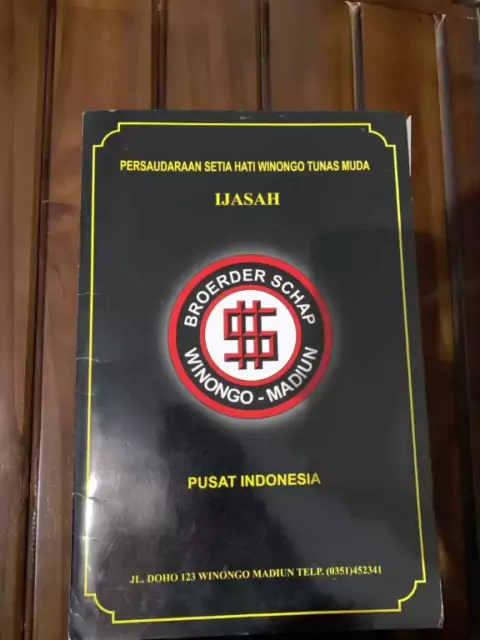 PERSAUDARAAN SETIA HATI WINONGO TUNAS MUDA
IJASAH
BROERDER SCHAP
WINONGO - MADIUN
PUSAT INDONESIA
JL. DOHO 123 WINONGO MADIUN TELP. (0351)452341